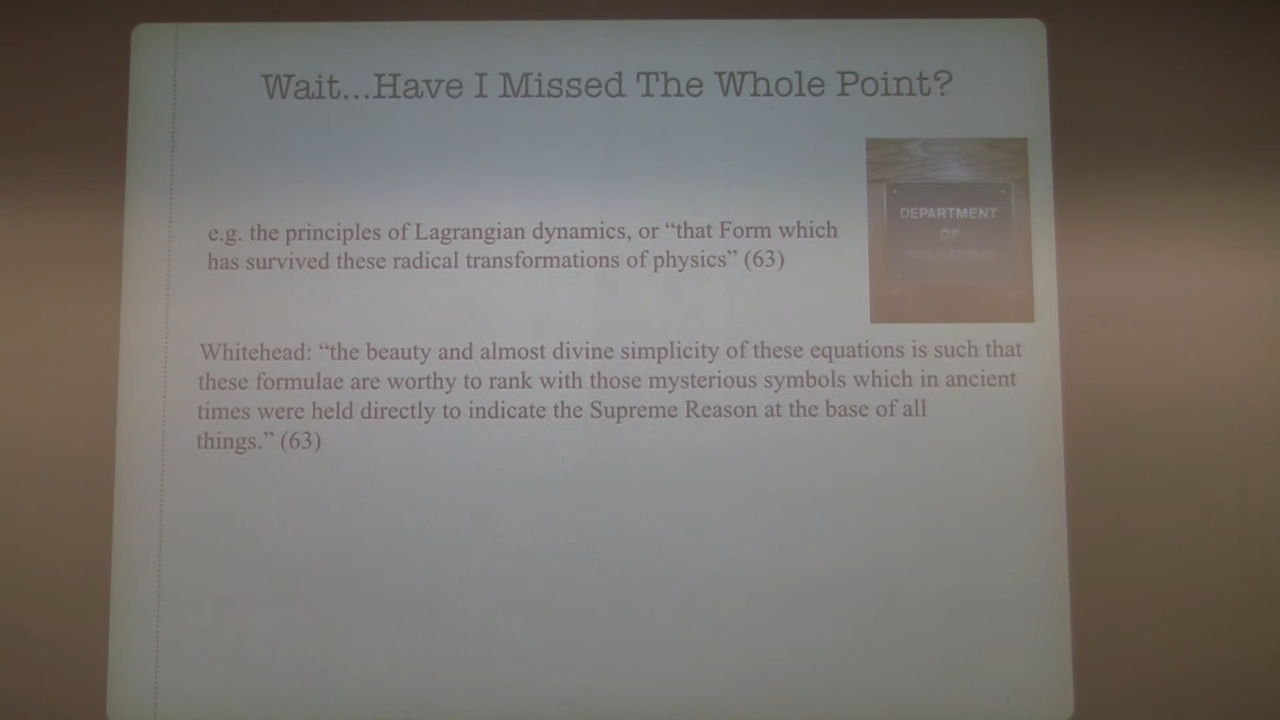 Wait...Have I Missed The Whole Point?
DEPARTMENT
OF
e.g. the principles of Lagrangian dynamics, or “that Form which
has survived these radical transformations of physics” (63)
Whitehead: “the beauty and almost divine simplicity of these equations is such that
these formulae are worthy to rank with those mysterious symbols which in ancient
times were held directly to indicate the Supreme Reason at the base of all
things.” (63)